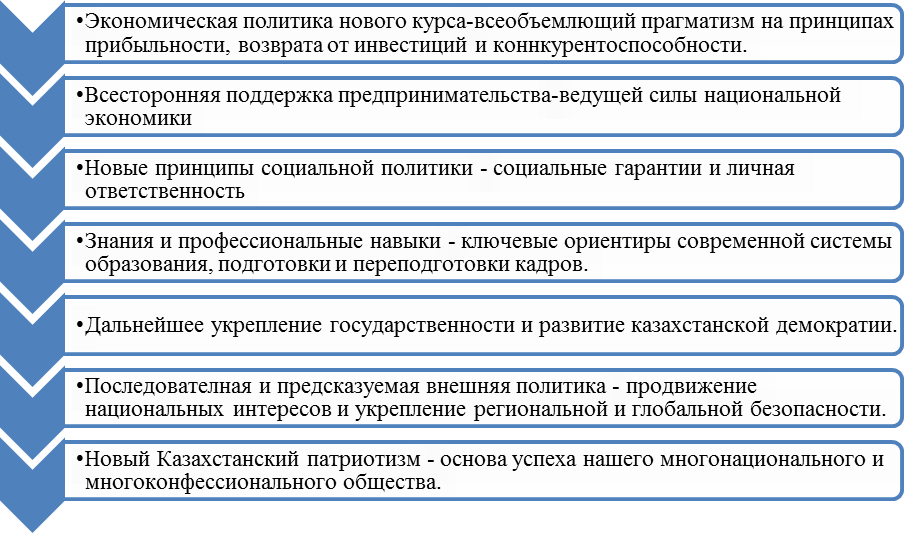 •Экономическая политика нового курса-всеобъемлющий прагматизм на принципах
прибыльности, возврата от инвестиций и коннкурентоспособности.
•Всесторонняя поддержка предпринимательства-ведущей силы национальной
экономики
•Новые принципы социальной политики - социальные гарантии и личная
ответственность
•Знания и профессиональные навыки - ключевые ориентиры современной системы
образования, подготовки и переподготовки кадров.
•Дальнейшее укрепление государственности и развитие казахстанской демократии.
•Последователная и предсказуемая внешняя политика - продвижение
национальных интересов и укрепление региональной и глобальной безопасности.
•Новый Казахстанский патриотизм - основа успеха нашего многонационального и
многоконфессионального общества.